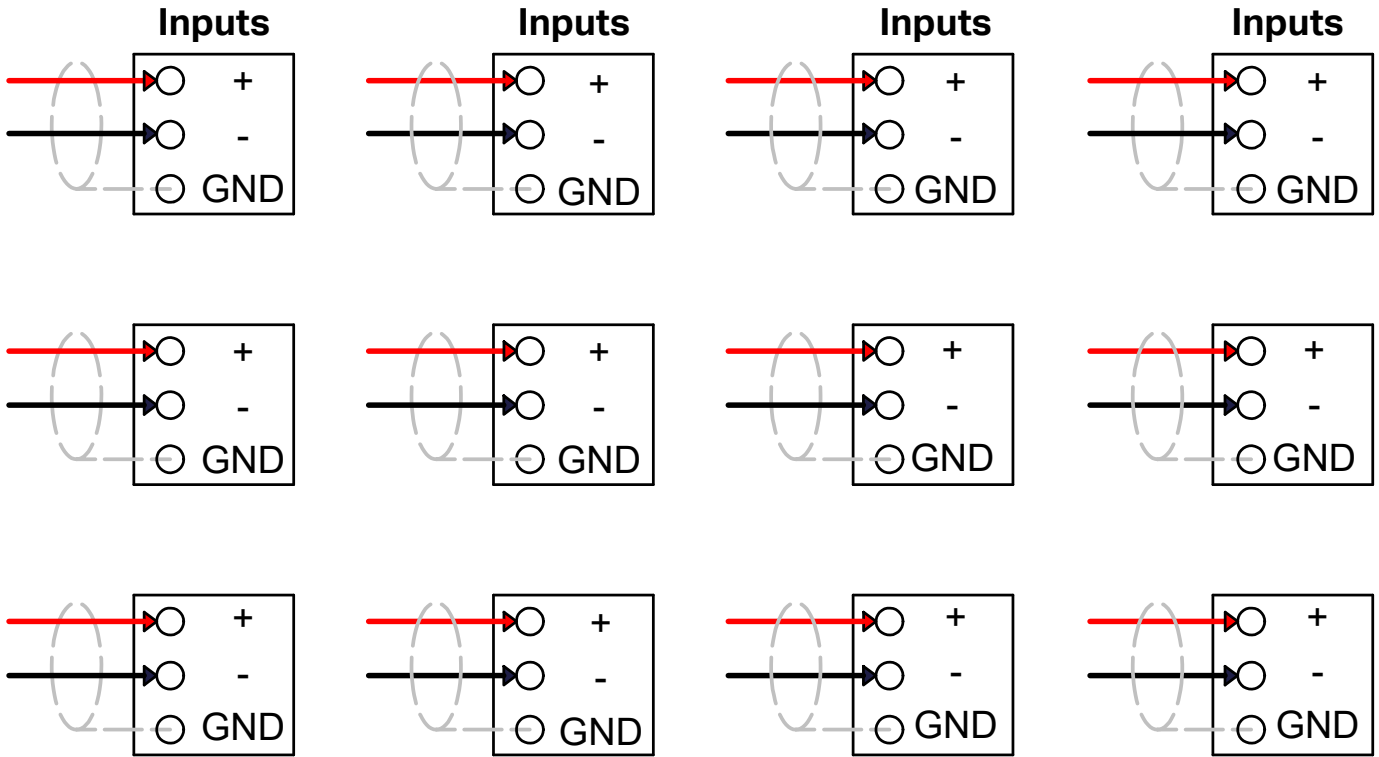 Inputs Inputs Inputs Inputs
+ + + +
- - - -
GND GND GND GND
+ + + +
- - - -
GND GND GND GND
+ + + +
- - - -
GND GND GND GND